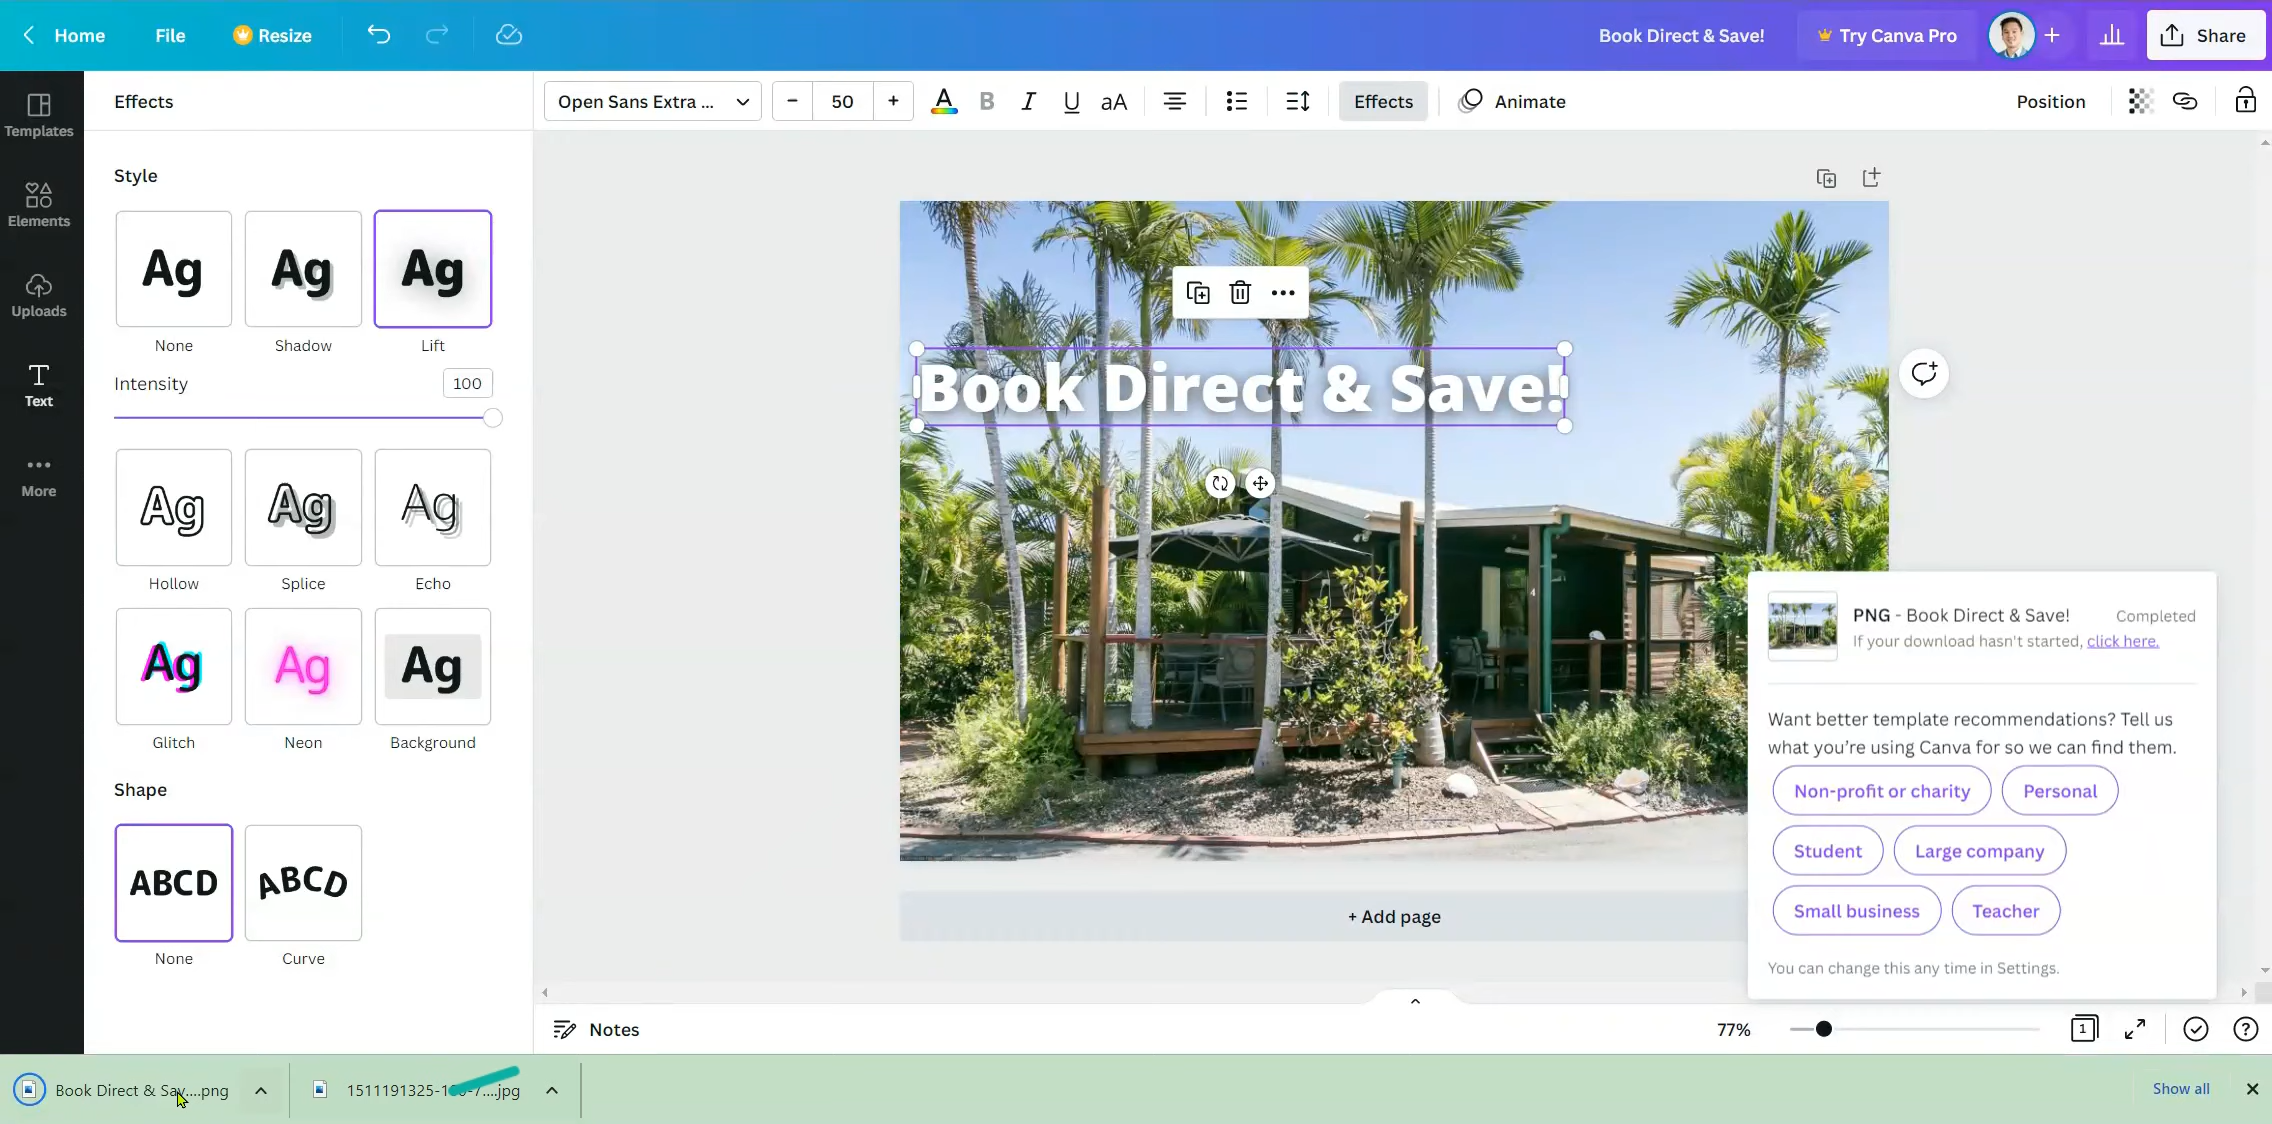 Home File Resize Book Direct & Save! Try Canva Pro Share
Effects Open Sans Extra ... 50 B I U aA Effects Animate Position
Templates
Elements
Uploads
Text
More
Style
Ag Ag Ag
None Shadow Lift
Intensity 100
Ag Ag Ag
Hollow Splice Echo
Ag Ag Ag
Glitch Neon Background
Shape
ABCD ABCD
None Curve
Book Direct & Save!
4
+ Add page
PNG - Book Direct & Save! Completed
If your download hasn't started, click here.
Want better template recommendations? Tell us
what you're using Canva for so we can find them.
Non-profit or charity Personal
Student Large company
Small business Teacher
You can change this any time in Settings.
Notes 77% 1
Book Direct & Sav....png Show all